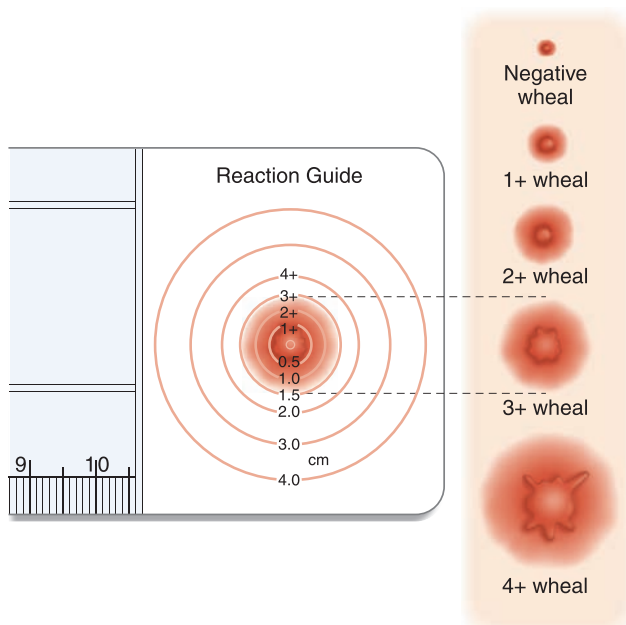 Reaction Guide
4+
3+
2+
1+
0.5
1.0
1.5
2.0
3.0
cm
4.0
9 10
Negative
wheal
1+ wheal
2+ wheal
3+ wheal
4+ wheal